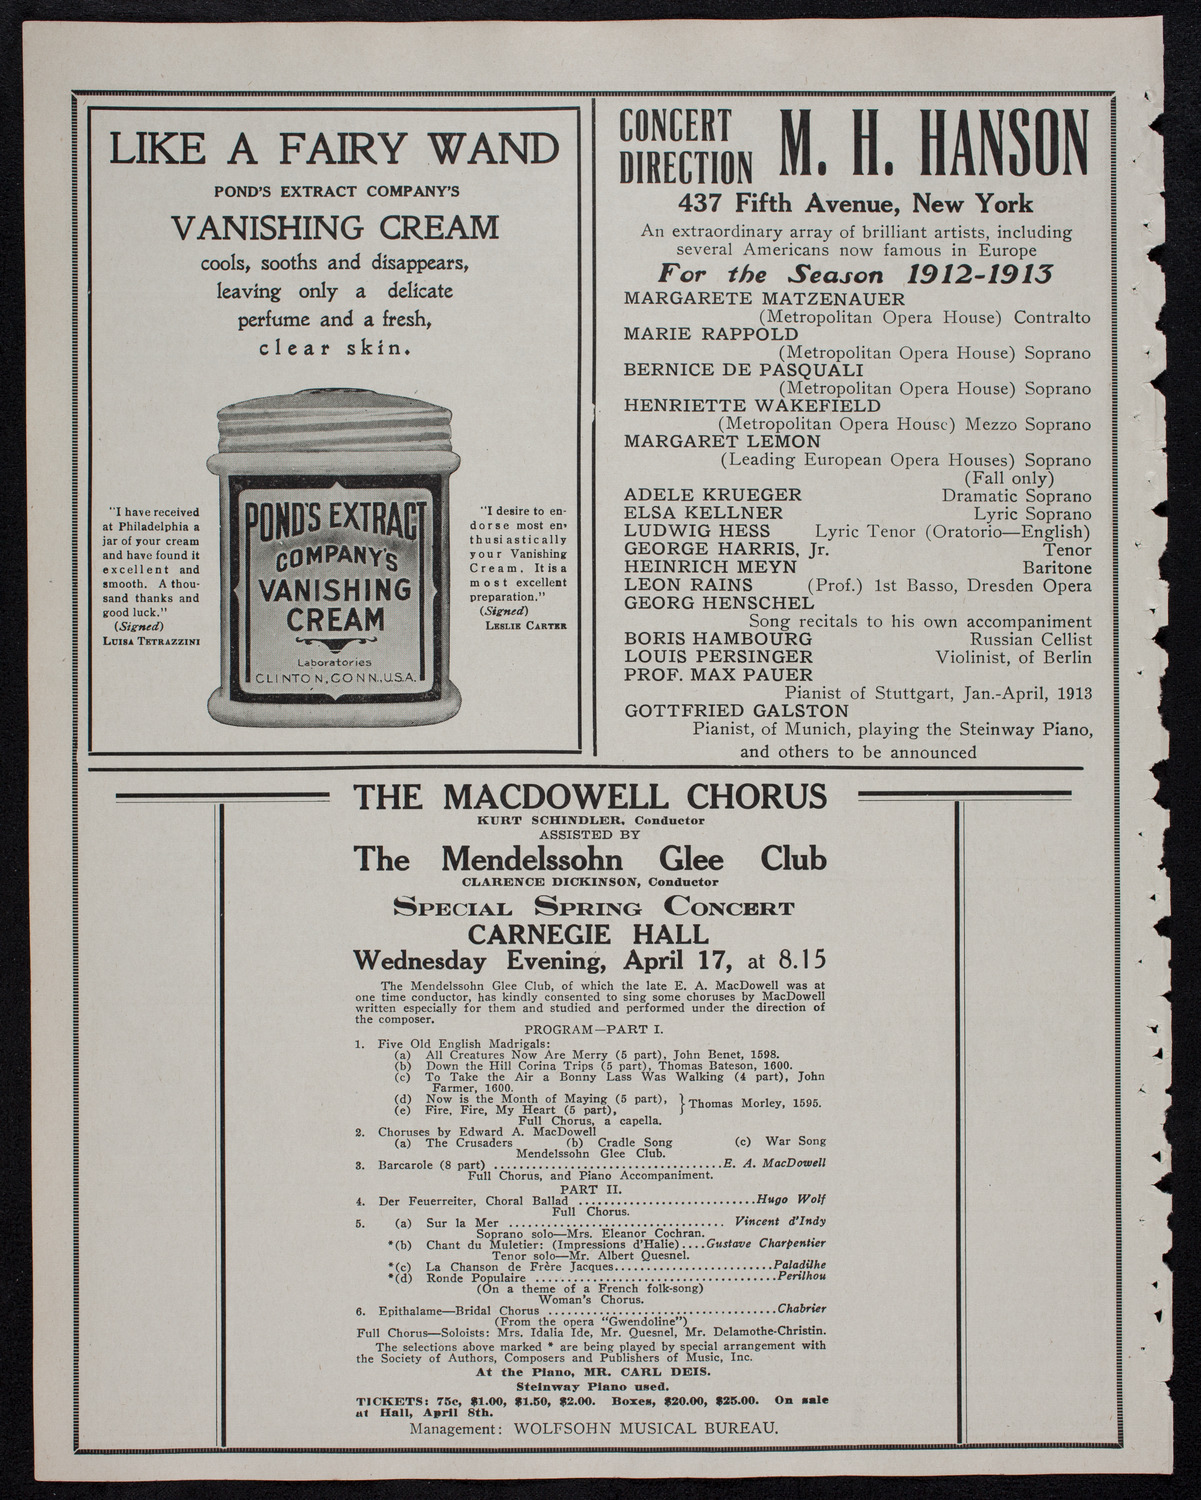 LIKE A FAIRY WAND
POND'S EXTRACT COMPANY'S
VANISHING CREAM
cools, sooths and disappears,
leaving only a delicate
perfume and a fresh,
clear skin.
"I have received
at Philadelphia a
jar of your cream
and have found it
excellent and
smooth. A thou-
sand thanks and
good luck."
(Signed)
LUISA TETRAZZINI
POND'S EXTRACT
COMPANY'S
VANISHING
CREAM
Laboratories
CLINTON, CONN., U.S.A.
"I desire to en-
dorse most en-
thusiastically
your Vanishing
Cream. It is a
most excellent
preparation."
(Signed)
LESLIE CARTER
CONCERT
DIRECTION M. H. HANSON
437 Fifth Avenue, New York
An extraordinary array of brilliant artists, including
several Americans now famous in Europe
For the Season 1912-1913
MARGARETE MATZENAUER
(Metropolitan Opera House) Contralto
MARIE RAPPOLD
(Metropolitan Opera House) Soprano
BERNICE DE PASQUALI
(Metropolitan Opera House) Soprano
HENRIETTE WAKEFIELD
(Metropolitan Opera House) Mezzo Soprano
MARGARET LEMON
(Leading European Opera Houses) Soprano
(Fall only)
ADELE KRUEGER Dramatic Soprano
ELSA KELLNER Lyric Soprano
LUDWIG HESS Lyric Tenor (Oratorio—English)
GEORGE HARRIS, Jr. Tenor
HEINRICH MEYN Baritone
LEON RAINS (Prof.) 1st Basso, Dresden Opera
GEORG HENSCHEL
Song recitals to his own accompaniment
BORIS HAMBOURG Russian Cellist
LOUIS PERSINGER Violinist, of Berlin
PROF. MAX PAUER
Pianist of Stuttgart, Jan.-April, 1913
GOTTFRIED GALSTON
Pianist, of Munich, playing the Steinway Piano,
and others to be announced
THE MACDOWELL CHORUS
KURT SCHINDLER, Conductor
ASSISTED BY
The Mendelssohn Glee Club
CLARENCE DICKINSON, Conductor
SPECIAL SPRING CONCERT
CARNEGIE HALL
Wednesday Evening, April 17, at 8.15
The Mendelssohn Glee Club, of which the late E. A. MacDowell was at
one time conductor, has kindly consented to sing some choruses by MacDowell
written especially for them and studied and performed under the direction of
the composer.
PROGRAM—PART I.
1. Five Old English Madrigals:
(a) All Creatures Now Are Merry (5 part), John Benet, 1598.
(b) Down the Hill Corina Trips (5 part), Thomas Bateson, 1600.
(c) To Take the Air a Bonny Lass Was Walking (4 part), John
Farmer, 1600.
(d) Now is the Month of Maying (5 part),
(e) Fire, Fire, My Heart (5 part), } Thomas Morley, 1595.
Full Chorus, a capella.
2. Choruses by Edward A. MacDowell
(a) The Crusaders (b) Cradle Song (c) War Song
Mendelssohn Glee Club.
3. Barcarole (8 part) .................................E. A. MacDowell
Full Chorus, and Piano Accompaniment.
PART II.
4. Der Feuerreiter, Choral Ballad .........................Hugo Wolf
Full Chorus.
5. (a) Sur la Mer ............................... Vincent d'Indy
Soprano solo—Mrs. Eleanor Cochran.
*(b) Chant du Muletier: (Impressions d'Halie)....Gustave Charpentier
Tenor solo—Mr. Albert Quesnel.
*(c) La Chanson de Frère Jacques.......................Paladilhe
*(d) Ronde Populaire ...................................Perilhou
(On a theme of a French folk-song)
Woman's Chorus.
6. Epithalame—Bridal Chorus .................................Chabrier
(From the opera "Gwendoline")
Full Chorus—Soloists: Mrs. Idalia Ide, Mr. Quesnel, Mr. Delamothe-Christin.
The selections above marked * are being played by special arrangement with
the Society of Authors, Composers and Publishers of Music, Inc.
At the Piano, MR. CARL DEIS.
Steinway Piano used.
TICKETS: 75c, $1.00, $1.50, $2.00. Boxes, $20.00, $25.00. On sale
at Hall, April 8th.
Management: WOLFSOHN MUSICAL BUREAU.